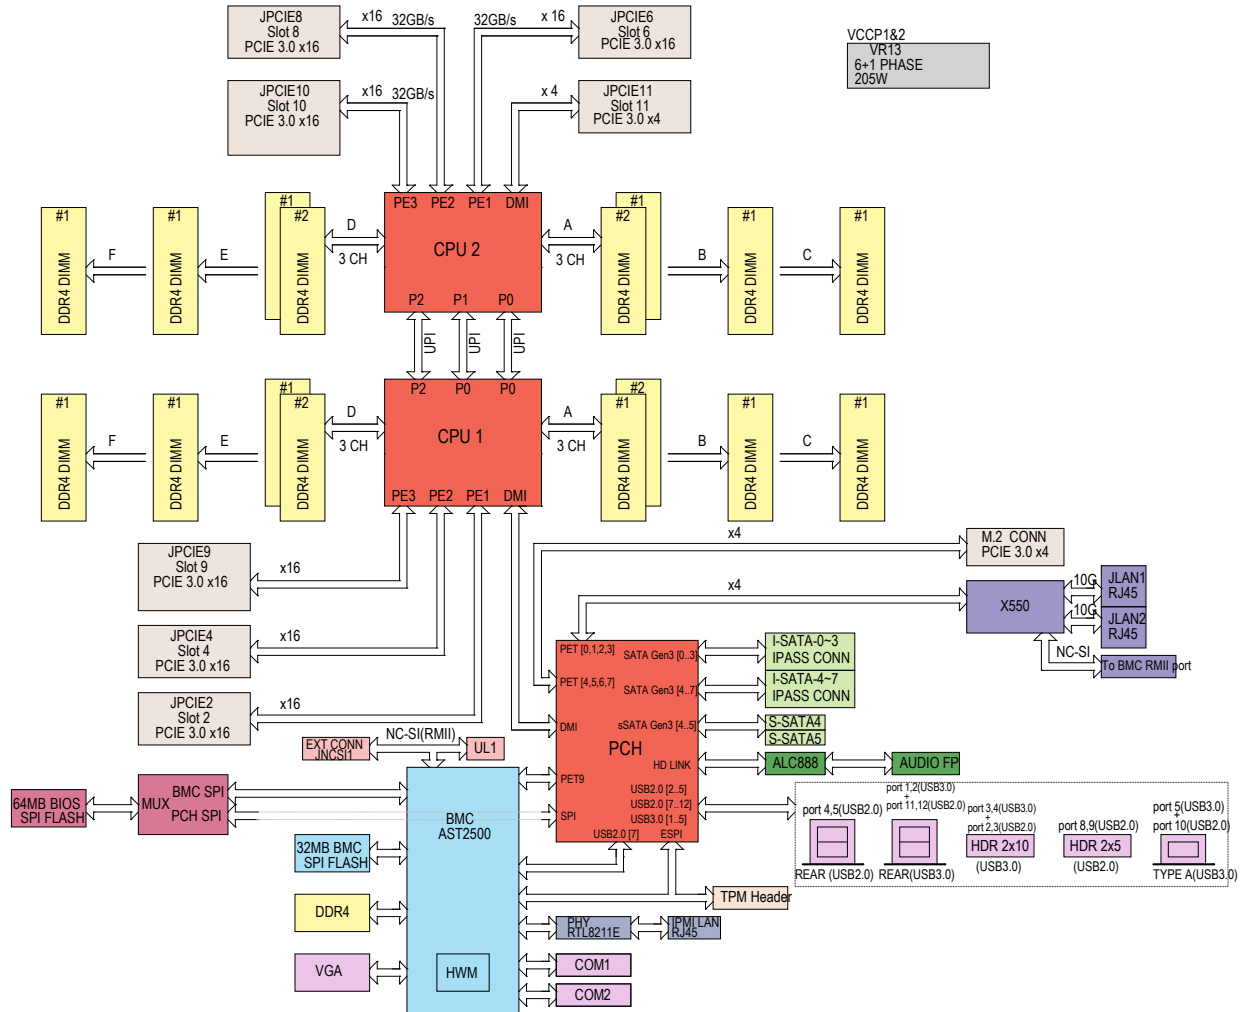 JPCIE8
Slot 8
PCIE 3.0 x16
x16
32GB/s
32GB/s
x 16
JPCIE6
Slot 6
PCIE 3.0 x16
VCCP1&2
VR13
6+1 PHASE
205W
JPCIE10
Slot 10
PCIE 3.0 x16
x16
32GB/s
x 4
JPCIE11
Slot 11
PCIE 3.0 x4
PE3 PE2 PE1 DMI
CPU 2
P2 P1 P0
#1
DDR4 DIMM
F
#1
DDR4 DIMM
E
#1
#2
DDR4 DIMM
D
3 CH
A
3 CH
#1
#2
DDR4 DIMM
B
#1
DDR4 DIMM
C
#1
DDR4 DIMM
UPI
UPI
UPI
P2 P0 P0
CPU 1
PE3 PE2 PE1 DMI
#1
DDR4 DIMM
F
#1
DDR4 DIMM
E
#1
#2
DDR4 DIMM
D
3 CH
A
3 CH
#2
#1
DDR4 DIMM
B
#1
DDR4 DIMM
C
#1
DDR4 DIMM
JPCIE9
Slot 9
PCIE 3.0 x16
x16
JPCIE4
Slot 4
PCIE 3.0 x16
x16
JPCIE2
Slot 2
PCIE 3.0 x16
x16
x4
M.2 CONN
PCIE 3.0 x4
x4
X550
10G
JLAN1
RJ45
10G
JLAN2
RJ45
NC-SI
To BMC RMII port
PET [0,1,2,3]
SATA Gen3 [0..3]
I-SATA-0~3
IPASS CONN
PET [4,5,6,7]
SATA Gen3 [4..7]
I-SATA-4~7
IPASS CONN
DMI
sSATA Gen3 [4..5]
S-SATA4
S-SATA5
PCH
HD LINK
ALC888
AUDIO FP
PET9
USB2.0 [2..5]
USB2.0 [7..12]
USB3.0 [1..5]
SPI
USB2.0 [7]
ESPI
EXT CONN
JNCSI1
NC-SI(RMII)
UL1
64MB BIOS
SPI FLASH
MUX
BMC SPI
PCH SPI
BMC
AST2500
32MB BMC
SPI FLASH
DDR4
VGA
HWM
TPM Header
PHY
RTL8211E
IPMI LAN
RJ45
COM1
COM2
port 4,5(USB2.0)
REAR (USB2.0)
port 1,2(USB3.0)
+
port 11,12(USB2.0)
REAR(USB3.0)
port 3,4(USB3.0)
+
port 2,3(USB2.0)
HDR 2x10
(USB3.0)
port 8,9(USB2.0)
HDR 2x5
(USB2.0)
port 5(USB3.0)
+
port 10(USB2.0)
TYPE A(USB3.0)